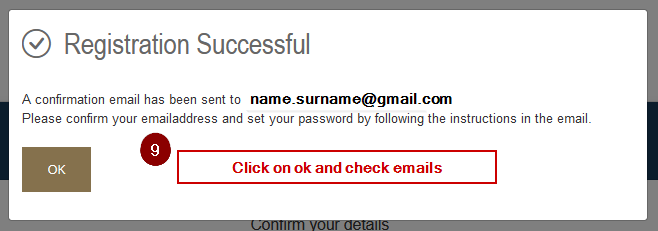 Registration Successful
A confirmation email has been sent to name.surname@gmail.com
Please confirm your emailaddress and set your password by following the instructions in the email.
OK
9
Click on ok and check emails
Confirm your details